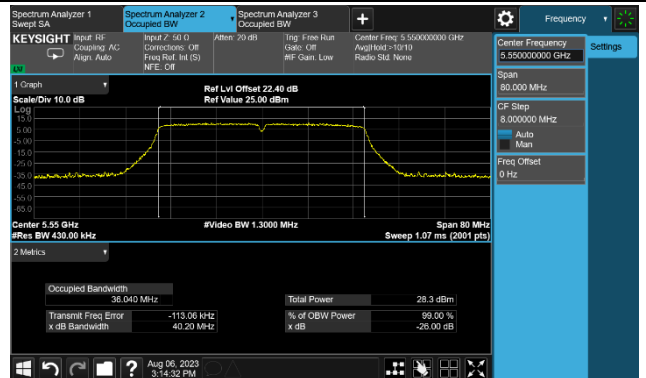 Spectrum Analyzer 1
Swept SA
Spectrum Analyzer 2
Occupied BW
Spectrum Analyzer 3
Occupied BW
Frequency
KEYSIGHT
Input: RF
Coupling: AC
Align: Auto
Input Z: 50 Ω
Corrections: Off
Freq Ref: Int (S)
NFE: Off
Atten: 20 dB
Trig: Free Run
Gate: Off
#IF Gain: Low
Center Freq: 5.550000000 GHz
Avg|Hold:>10/10
Radio Std: None
Center Frequency
5.550000000 GHz
Settings
Span
80.000 MHz
CF Step
8.000000 MHz
Auto
Man
Freq Offset
0 Hz
LW
1 Graph
Scale/Div 10.0 dB
Ref Lvl Offset 22.40 dB
Ref Value 25.00 dBm
Log
15.0
5.00
-5.00
-15.0
-25.0
-35.0
-45.0
-55.0
-65.0
Center 5.55 GHz
#Res BW 430.00 kHz
#Video BW 1.3000 MHz
Span 80 MHz
Sweep 1.07 ms (2001 pts)
2 Metrics
Occupied Bandwidth
36.040 MHz
Total Power 28.3 dBm
Transmit Freq Error -113.06 kHz
% of OBW Power 99.00 %
x dB Bandwidth 40.20 MHz
x dB -26.00 dB
Aug 06, 2023
3:14:32 PM